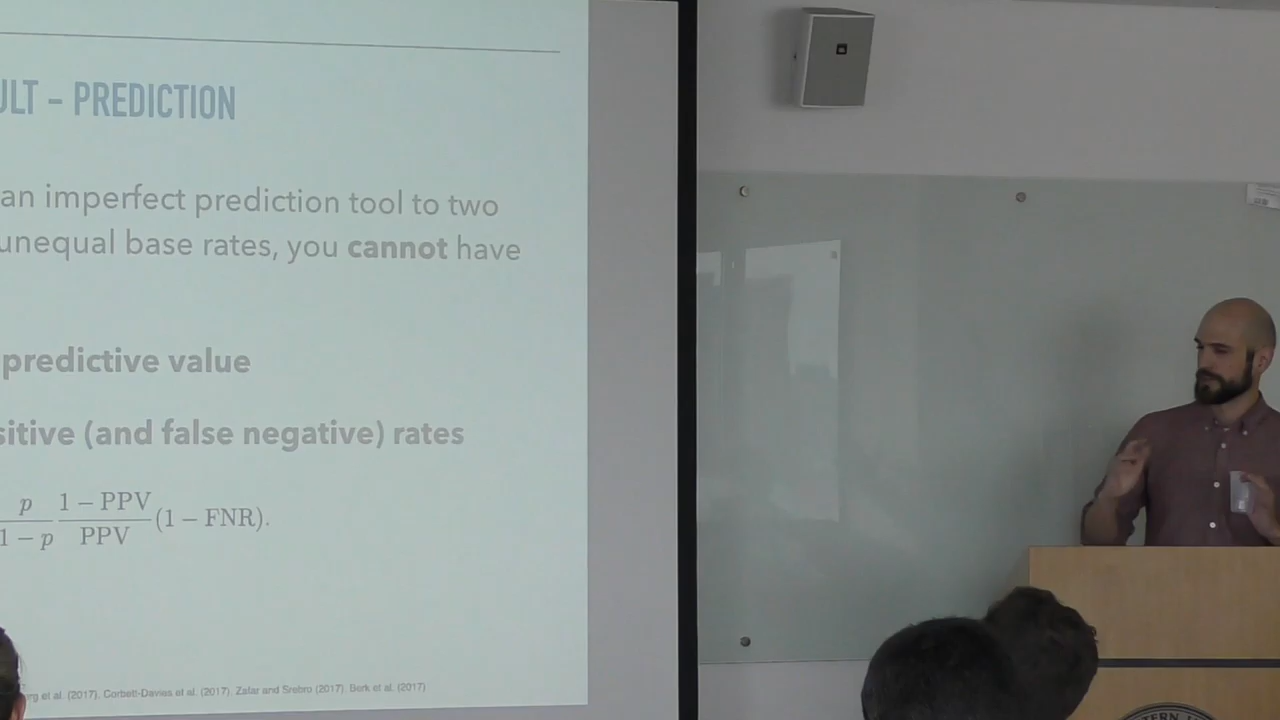 ULT – PREDICTION
an imperfect prediction tool to two
unequal base rates, you cannot have
predictive value
sitive (and false negative) rates
p 1 − PPV
(1 − FNR).
1 − p PPV
rg et al. (2017), Corbett-Davies et al. (2017), Zafar and Srebro (2017), Berk et al. (2017)
TERN